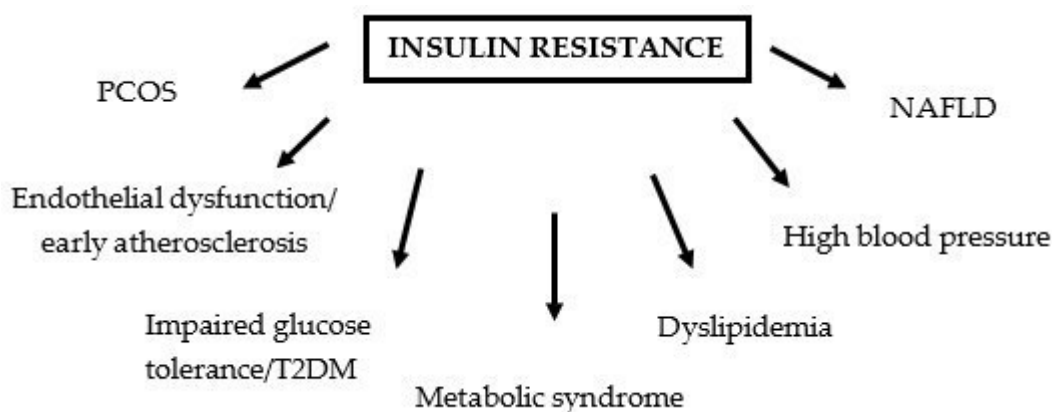 INSULIN RESISTANCE
PCOS
NAFLD
Endothelial dysfunction/
early atherosclerosis
High blood pressure
Impaired glucose
tolerance/T2DM
Dyslipidemia
Metabolic syndrome